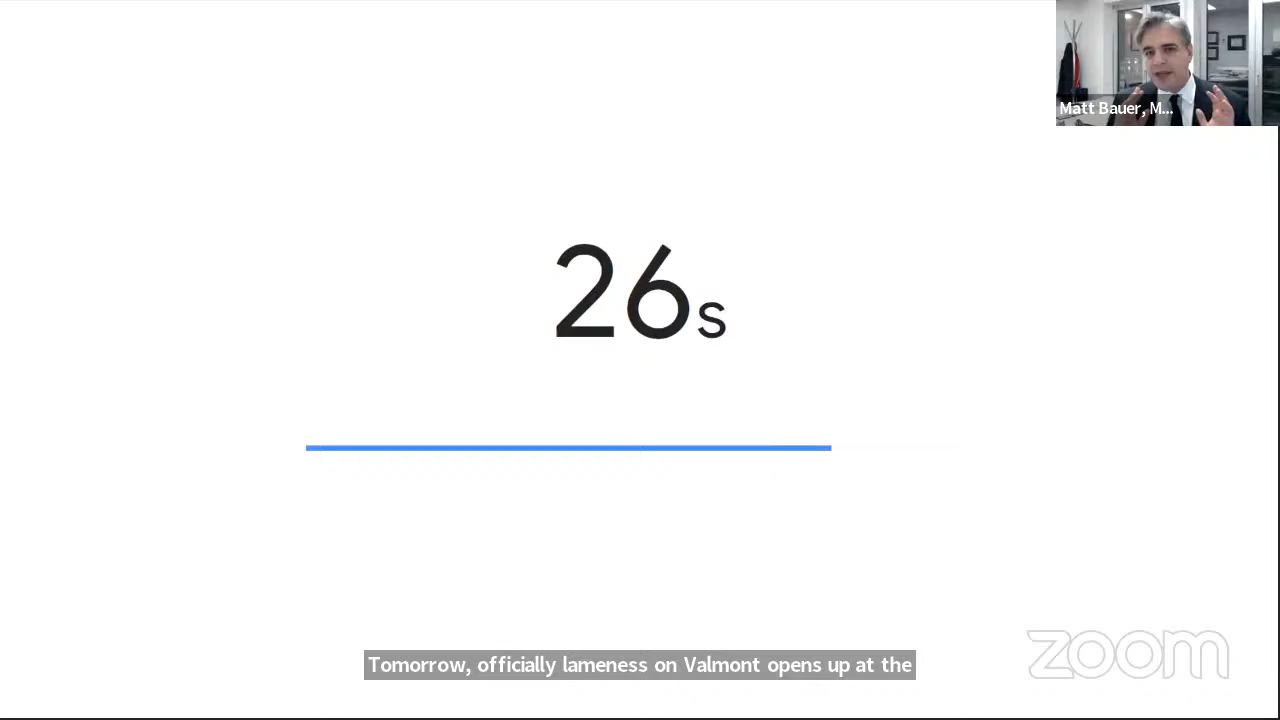 Matt Bauer, M...
26s
Tomorrow, officially lameness on Valmont opens up at the
zoom